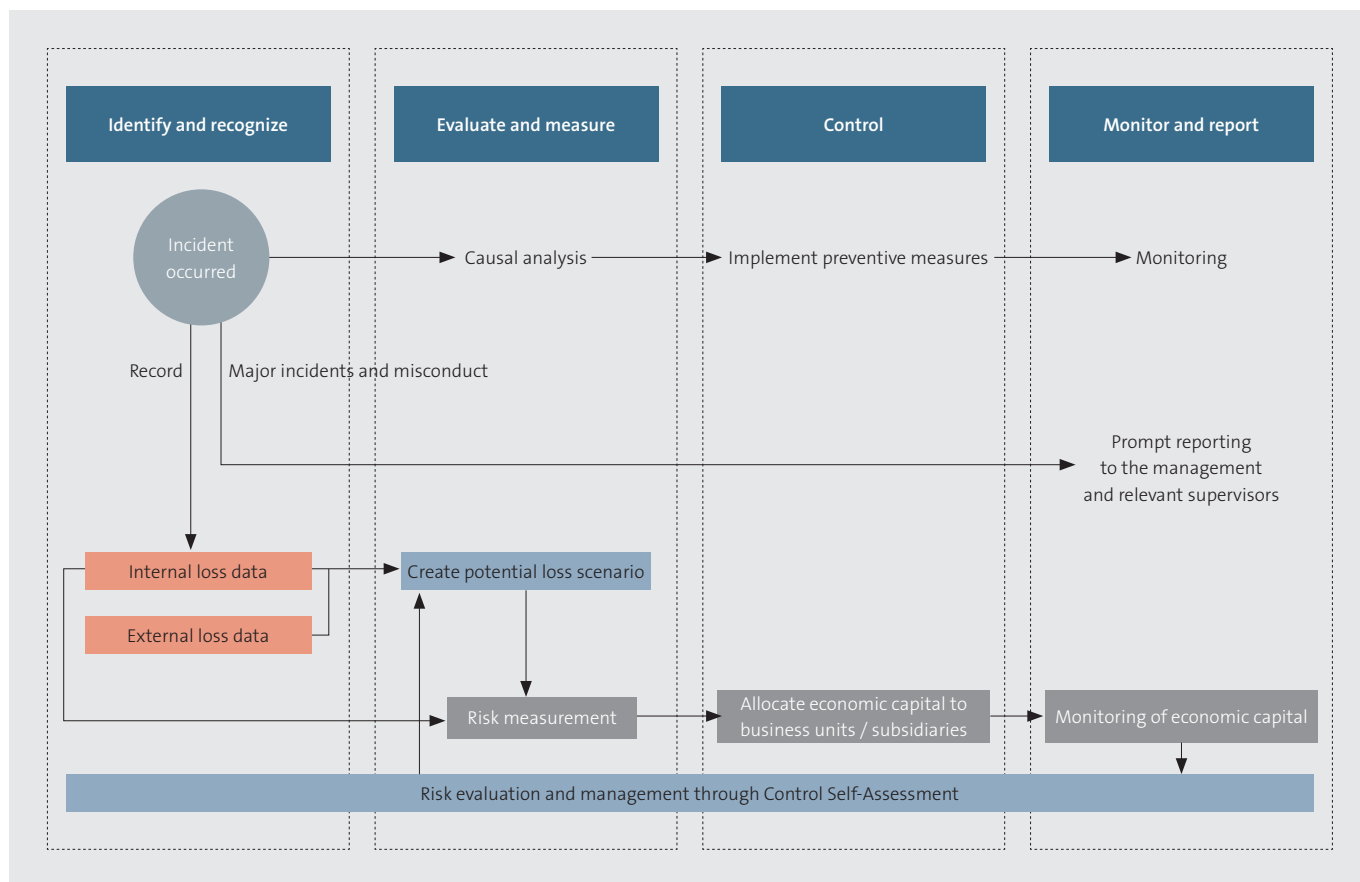 Identify and recognize
Evaluate and measure
Control
Monitor and report
Incident
occurred
Causal analysis
Implement preventive measures
Monitoring
Record
Major incidents and misconduct
Prompt reporting
to the management
and relevant supervisors
Internal loss data
Create potential loss scenario
External loss data
Risk measurement
Allocate economic capital to
business units / subsidiaries
Monitoring of economic capital
Risk evaluation and management through Control Self-Assessment